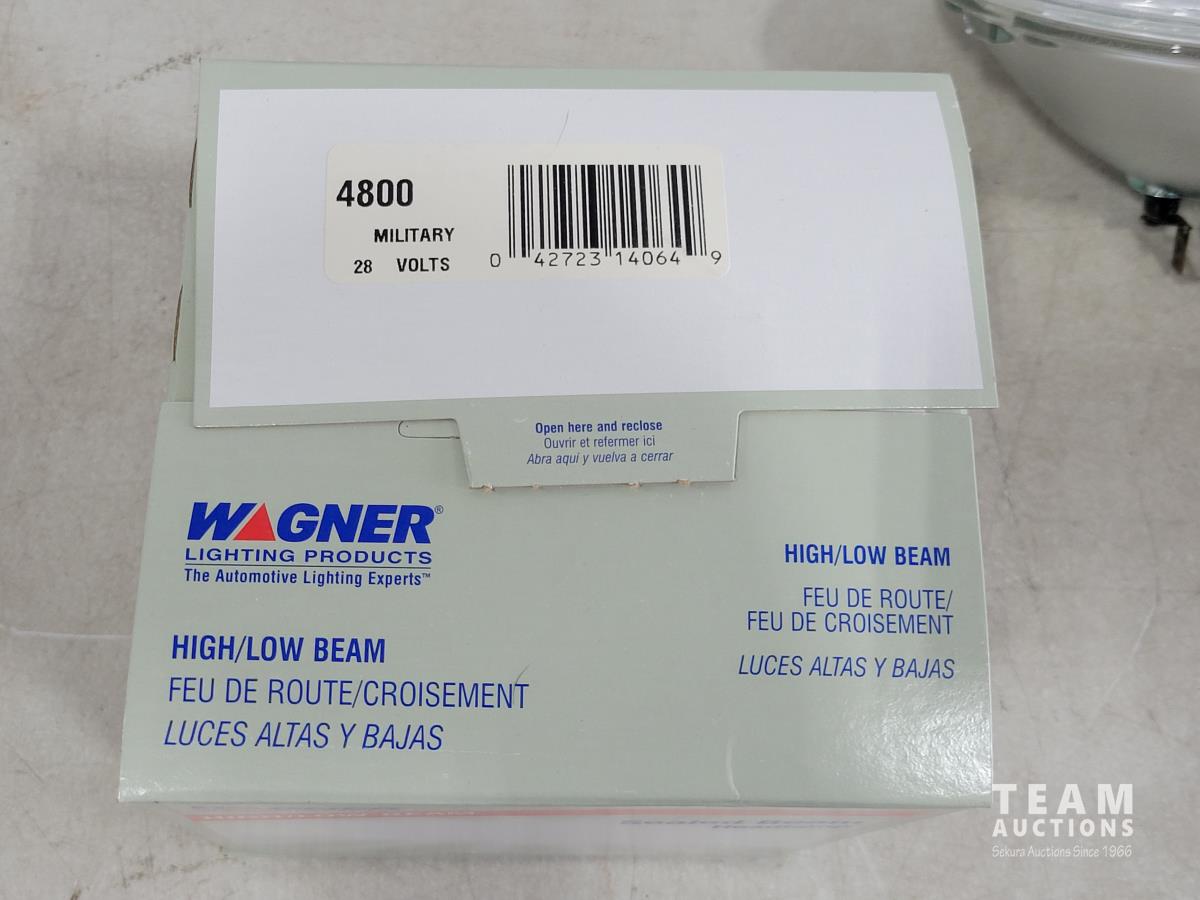 4800
MILITARY
28 VOLTS
0 42723 14064 9
Open here and reclose
Ouvrir et refermer ici
Abra aquí y vuelva a cerrar
WAGNER®
LIGHTING PRODUCTS
The Automotive Lighting Experts™
HIGH/LOW BEAM
FEU DE ROUTE/CROISEMENT
LUCES ALTAS Y BAJAS
HIGH/LOW BEAM
FEU DE ROUTE/
FEU DE CROISEMENT
LUCES ALTAS Y BAJAS
TEAM
AUCTIONS
Sekura Auctions Since 1966